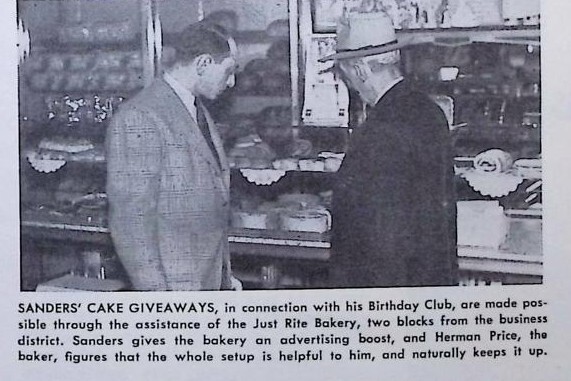 SANDERS' CAKE GIVEAWAYS, in connection with his Birthday Club, are made pos-
sible through the assistance of the Just Rite Bakery, two blocks from the business
district. Sanders gives the bakery an advertising boost, and Herman Price, the
baker, figures that the whole setup is helpful to him, and naturally keeps it up.